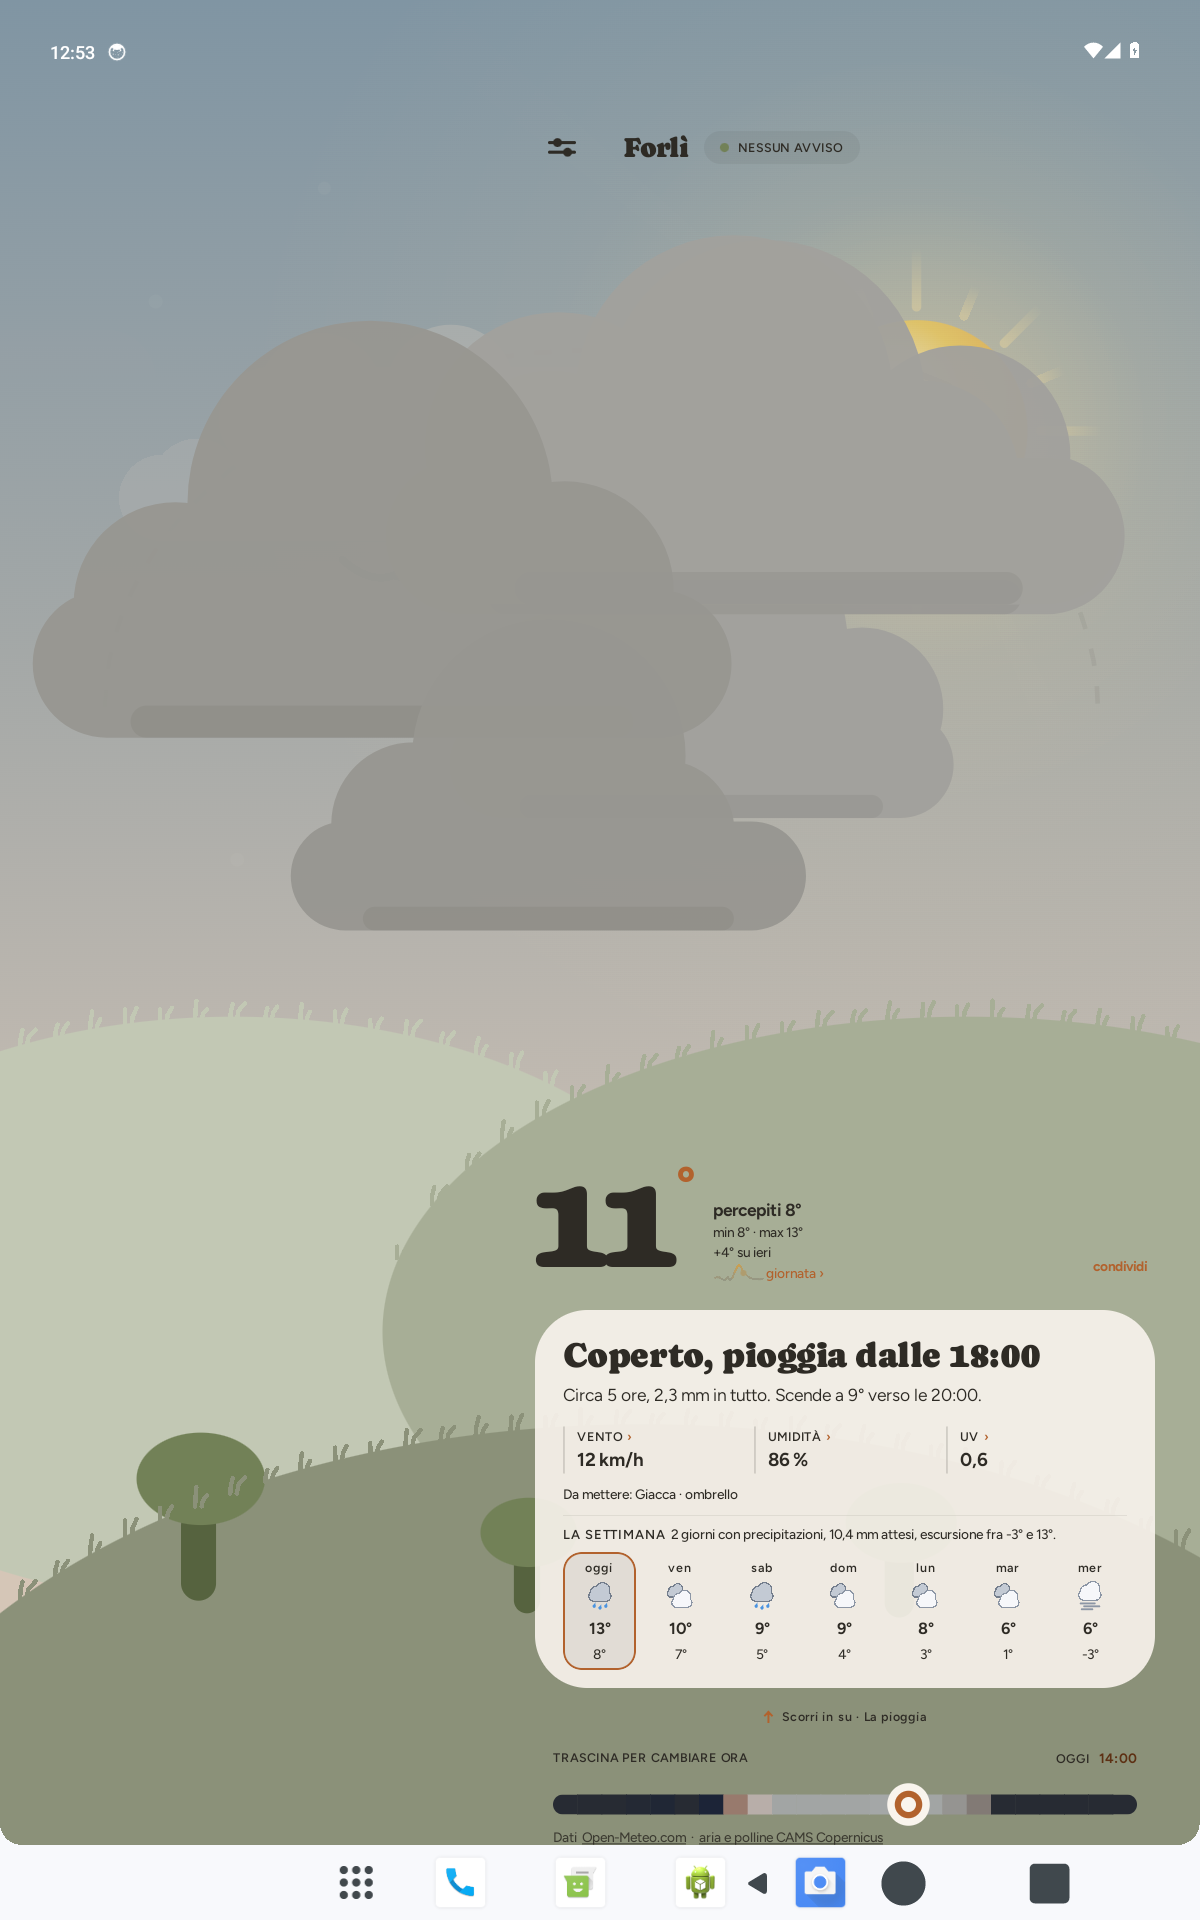 12:53
Forlì NESSUN AVVISO
11°
percepiti 8°
min 8° · max 13°
+4° su ieri
giornata ›
condividi
Coperto, pioggia dalle 18:00
Circa 5 ore, 2,3 mm in tutto. Scende a 9° verso le 20:00.
VENTO › UMIDITÀ › UV ›
12 km/h 86 % 0,6
Da mettere: Giacca · ombrello
LA SETTIMANA 2 giorni con precipitazioni, 10,4 mm attesi, escursione fra -3° e 13°.
oggi ven sab dom lun mar mer
13° 10° 9° 9° 8° 6° 6°
8° 7° 5° 4° 3° 1° -3°
Scorri in su · La pioggia
TRASCINA PER CAMBIARE ORA OGGI 14:00
Dati Open-Meteo.com · aria e polline CAMS Copernicus